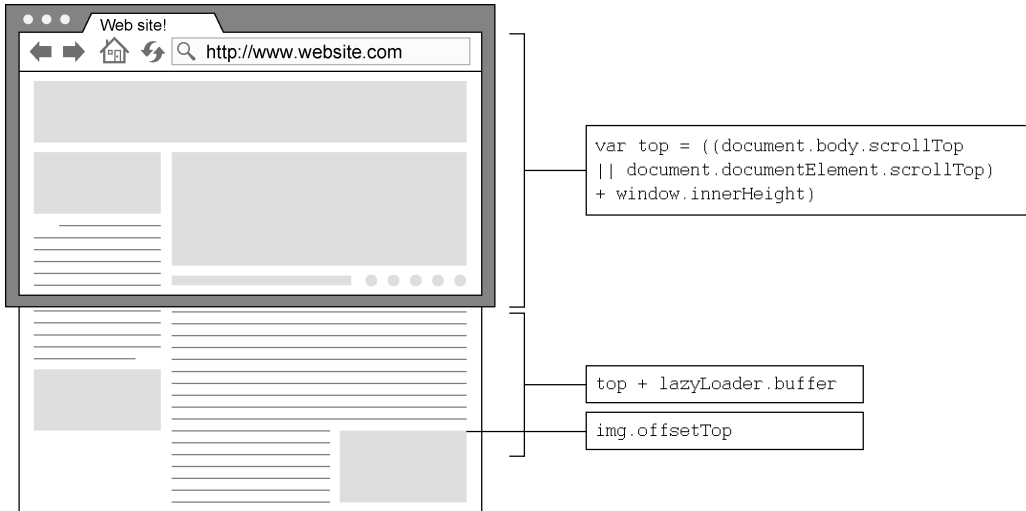 Web site!
http://www.website.com
var top = ((document.body.scrollTop
|| document.documentElement.scrollTop)
+ window.innerHeight)
top + lazyLoader.buffer
img.offsetTop